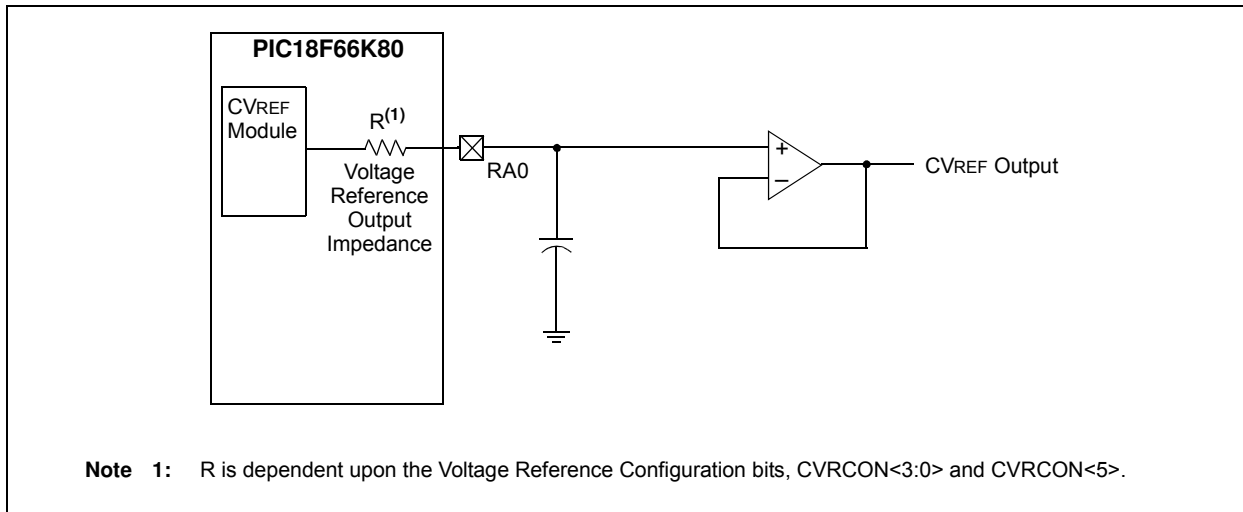 PIC18F66K80
CVREF
Module
R(1)
Voltage
Reference
Output
Impedance
RA0
+
–
CVREF Output
Note 1: R is dependent upon the Voltage Reference Configuration bits, CVRCON<3:0> and CVRCON<5>.